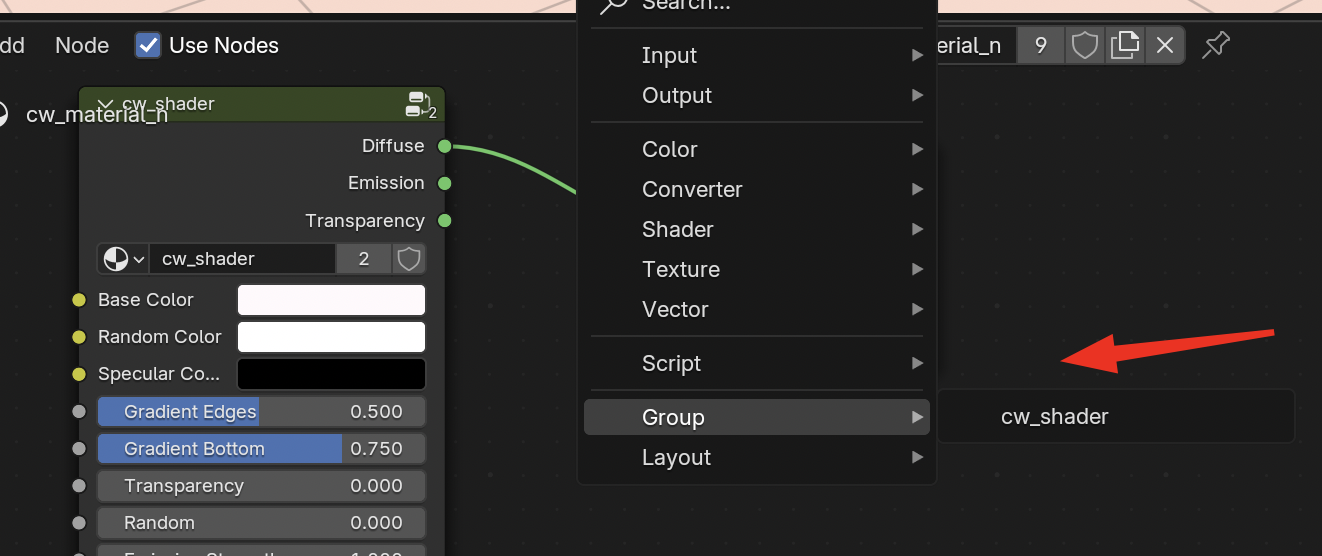 Search...
dd Node Use Nodes
erial_n 9
cw_shader
2
cw_material_n
Diffuse
Emission
Transparency
cw_shader 2
Base Color
Random Color
Specular Co...
Gradient Edges 0.500
Gradient Bottom 0.750
Transparency 0.000
Random 0.000
Input
Output
Color
Converter
Shader
Texture
Vector
Script
Group
Layout
cw_shader